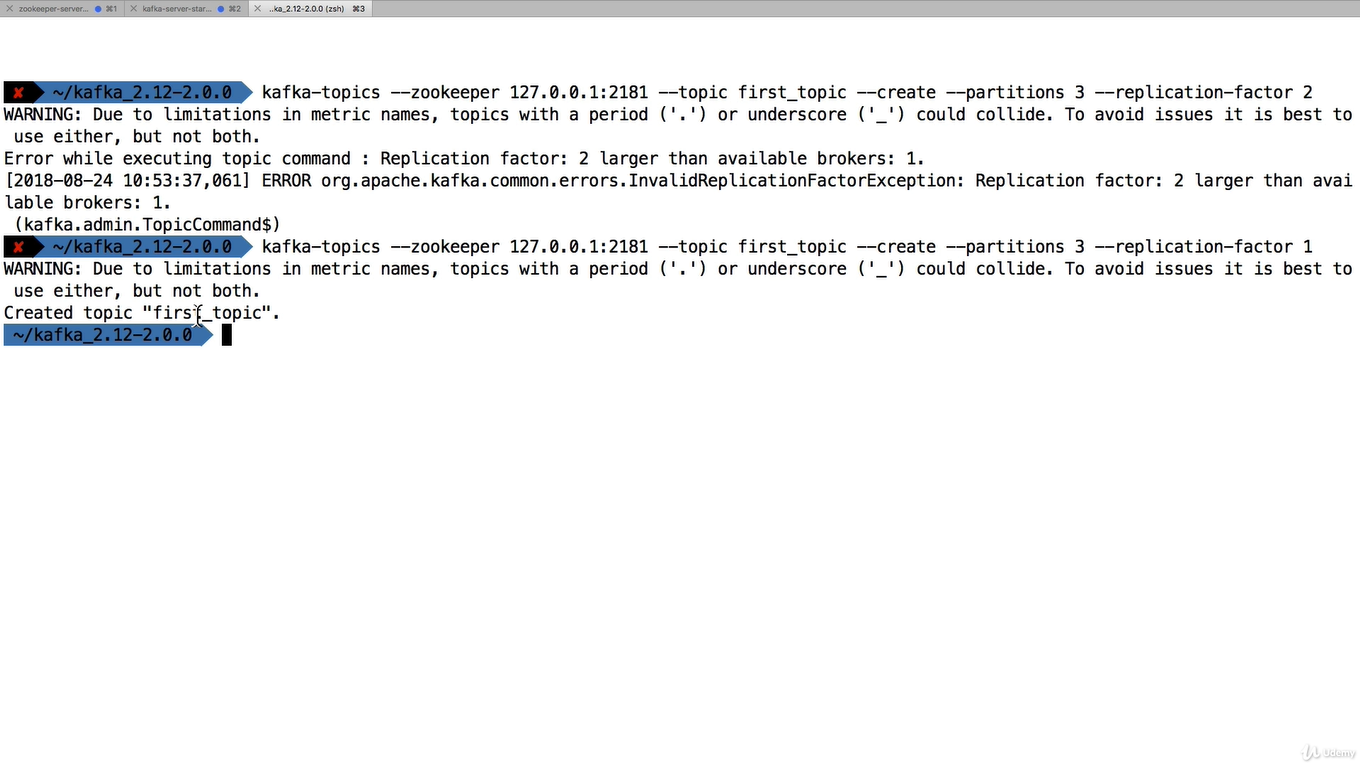 zookeeper-server... ⌘1 kafka-server-star... ⌘2 ..ka_2.12-2.0.0 (zsh) ⌘3
✘ ~/kafka_2.12-2.0.0 kafka-topics --zookeeper 127.0.0.1:2181 --topic first_topic --create --partitions 3 --replication-factor 2
WARNING: Due to limitations in metric names, topics with a period ('.') or underscore ('_') could collide. To avoid issues it is best to
use either, but not both.
Error while executing topic command : Replication factor: 2 larger than available brokers: 1.
[2018-08-24 10:53:37,061] ERROR org.apache.kafka.common.errors.InvalidReplicationFactorException: Replication factor: 2 larger than avai
lable brokers: 1.
(kafka.admin.TopicCommand$)
✘ ~/kafka_2.12-2.0.0 kafka-topics --zookeeper 127.0.0.1:2181 --topic first_topic --create --partitions 3 --replication-factor 1
WARNING: Due to limitations in metric names, topics with a period ('.') or underscore ('_') could collide. To avoid issues it is best to
use either, but not both.
Created topic "first_topic".
~/kafka_2.12-2.0.0
Udemy